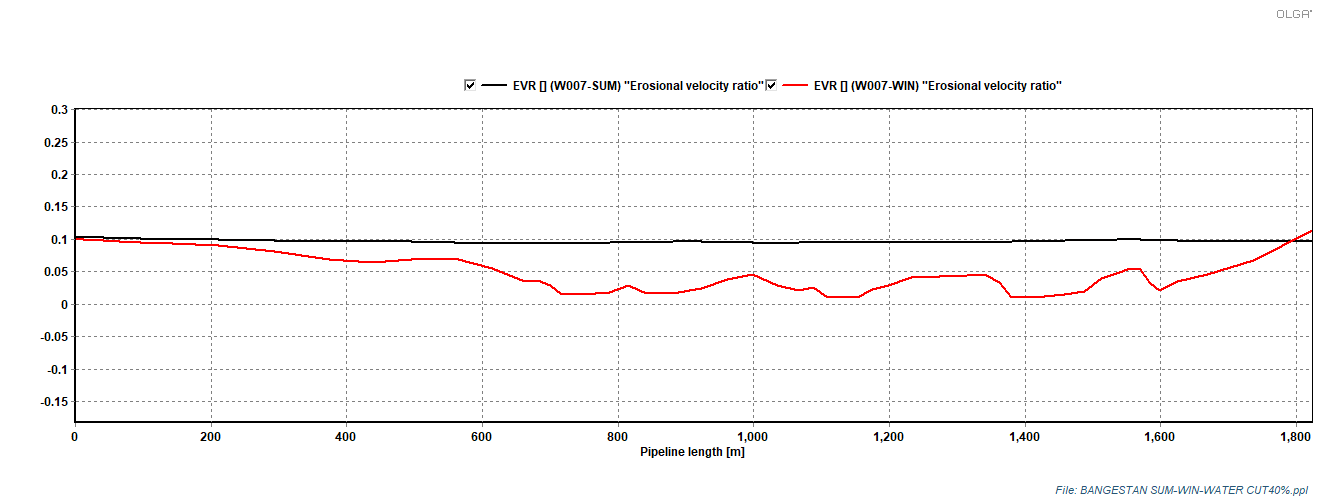 OLGA
EVR [] (W007-SUM) "Erosional velocity ratio" EVR [] (W007-WIN) "Erosional velocity ratio"
0.3
0.25
0.2
0.15
0.1
0.05
0
-0.05
-0.1
-0.15
0 200 400 600 800 1,000 1,200 1,400 1,600 1,800
Pipeline length [m]
File: BANGESTAN SUM-WIN-WATER CUT40%.ppl